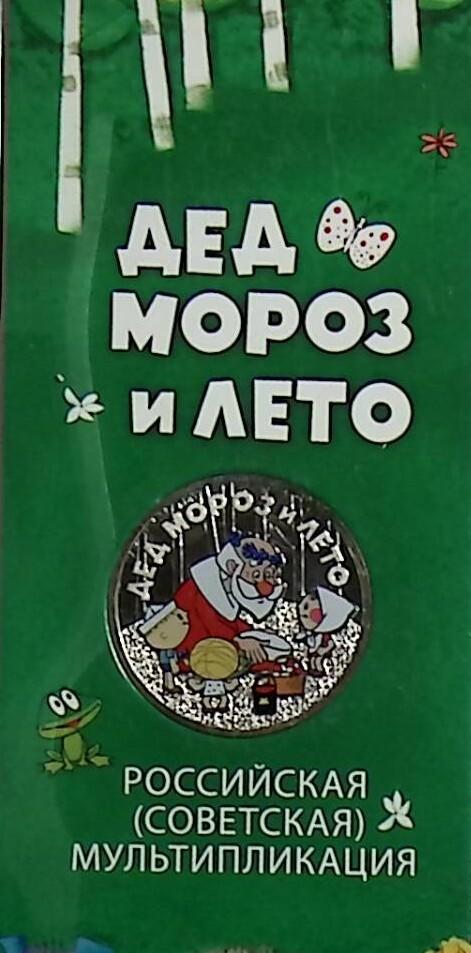 ДЕД
МОРОЗ
и ЛЕТО
ДЕД МОРОЗ и ЛЕТО
РОССИЙСКАЯ
(СОВЕТСКАЯ)
МУЛЬТИПЛИКАЦИЯ